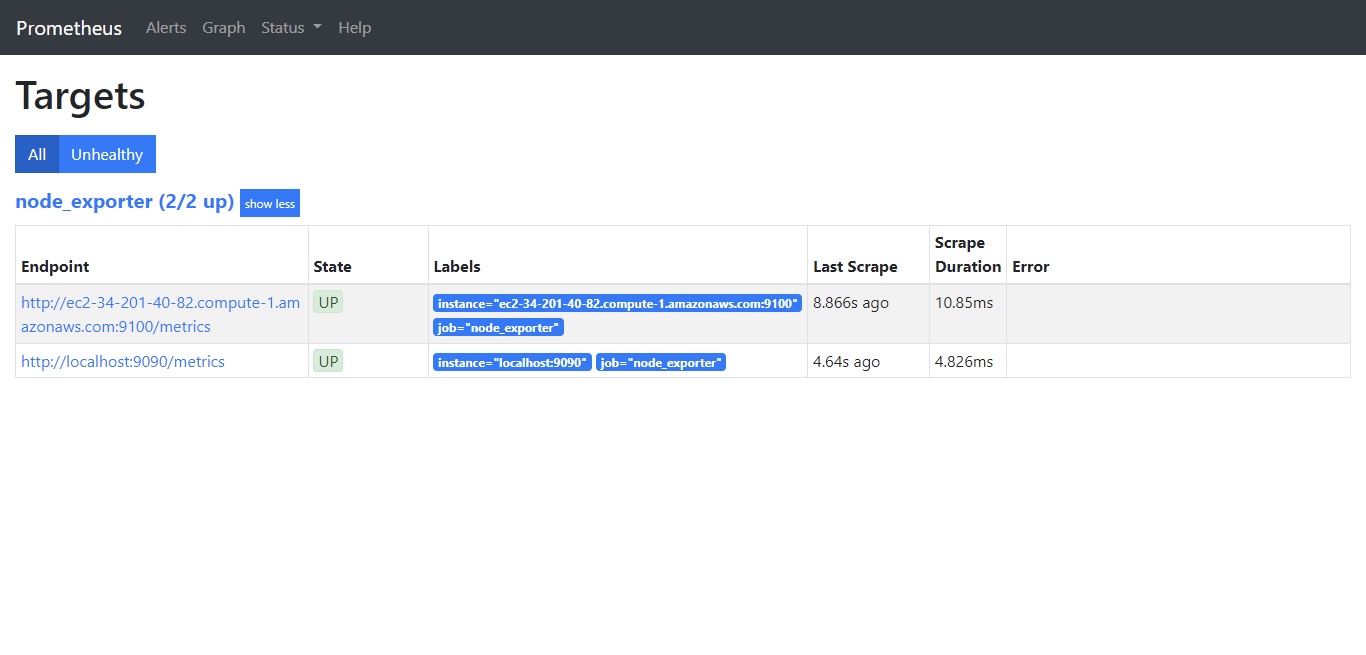 Prometheus Alerts Graph Status Help
Targets
All Unhealthy
node_exporter (2/2 up) show less
Scrape
Endpoint State Labels Last Scrape Duration Error
http://ec2-34-201-40-82.compute-1.am UP instance="ec2-34-201-40-82.compute-1.amazonaws.com:9100" 8.866s ago 10.85ms
azonaws.com:9100/metrics job="node_exporter"
http://localhost:9090/metrics UP instance="localhost:9090" job="node_exporter" 4.64s ago 4.826ms